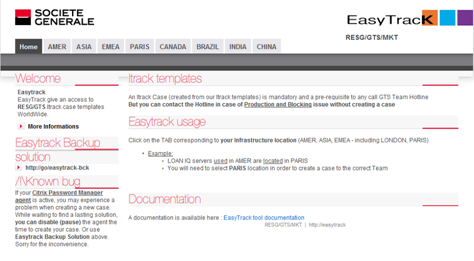 SOCIETE
GENERALE
EasyTracK
RESG/GTS/MKT
Home AMER ASIA EMEA PARIS CANADA BRAZIL INDIA CHINA
Welcome
Easytrack
EasyTrack give an access to
RESG/GTS Itrack case templates
WorldWide
More Informations
Easytrack Backup
solution
http://go/easytrack-bck
/!\Known bug
If your Citrix Password Manager
agent is active, you may experience a
problem when creating a new case.
While waiting to find a lasting solution,
you can disable (pause) the agent the
time to create your case. Or use
Easytrack Backup Solution above.
Sorry for the inconvenience.
Itrack templates
An Itrack Case (created from our Itrack templates) is mandatory and a pre-requisite to any call GTS Team Hotline
But you can contact the Hotline in case of Production and Blocking issue without creating a case
Easytrack usage
Click on the TAB corresponding to your Infrastructure location (AMER, ASIA, EMEA - including LONDON, PARIS)
• Example:
• LOAN IQ servers used in AMER are located in PARIS
• You will need to select PARIS location in order to create a case to the correct Team
Documentation
A documentation is available here : EasyTrack tool documentation
RESG/GTS/MKT | http://easytrack